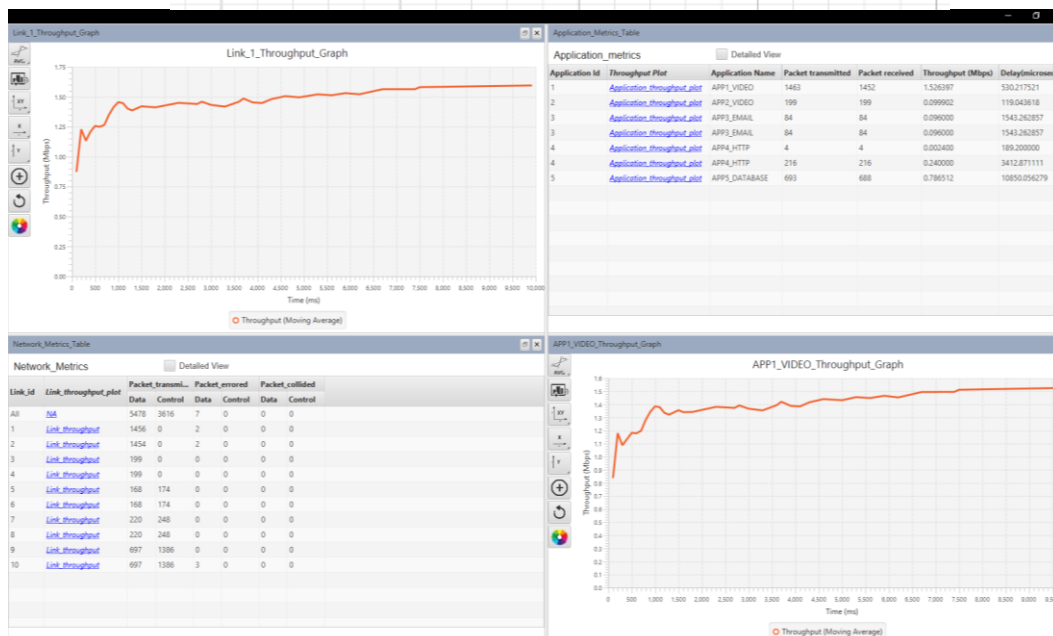 Link_1_Throughput_Graph
Link_1_Throughput_Graph
AVG
XY
X
Y
Throughput (Mbps)
1.75
1.50
1.25
1.00
0.75
0.50
0.25
0.00
0 500 1,000 1,500 2,000 2,500 3,000 3,500 4,000 4,500 5,000 5,500 6,000 6,500 7,000 7,500 8,000 8,500 9,000 9,500 10,000
Time (ms)
Throughput (Moving Average)
Application_Metrics_Table
Application_metrics Detailed View
Application Id Throughput Plot Application Name Packet transmitted Packet received Throughput (Mbps) Delay(microsec
1 Application_throughput_plot APP1_VIDEO 1463 1452 1.526397 530.217521
2 Application_throughput_plot APP2_VIDEO 199 199 0.099902 119.043618
3 Application_throughput_plot APP3_EMAIL 84 84 0.096000 1543.262857
3 Application_throughput_plot APP3_EMAIL 84 84 0.096000 1543.262857
4 Application_throughput_plot APP4_HTTP 4 4 0.002400 189.200000
4 Application_throughput_plot APP4_HTTP 216 216 0.240000 3412.871111
5 Application_throughput_plot APP5_DATABASE 693 688 0.786512 10850.056279
Network_Metrics_Table
Network_Metrics Detailed View
Link_id Link_throughput_plot Packet_transmi... Packet_errored Packet_collided
Data Control Data Control Data Control
All NA 5478 3616 7 0 0 0
1 Link_throughput 1456 0 2 0 0 0
2 Link_throughput 1454 0 2 0 0 0
3 Link_throughput 199 0 0 0 0 0
4 Link_throughput 199 0 0 0 0 0
5 Link_throughput 168 174 0 0 0 0
6 Link_throughput 168 174 0 0 0 0
7 Link_throughput 220 248 0 0 0 0
8 Link_throughput 220 248 0 0 0 0
9 Link_throughput 697 1386 0 0 0 0
10 Link_throughput 697 1386 3 0 0 0
APP1_VIDEO_Throughput_Graph
APP1_VIDEO_Throughput_Graph
AVG
XY
X
Y
Throughput (Mbps)
1.6
1.5
1.4
1.3
1.2
1.1
1.0
0.9
0.8
0.7
0.6
0.5
0.4
0.3
0.2
0.1
0.0
0 500 1,000 1,500 2,000 2,500 3,000 3,500 4,000 4,500 5,000 5,500 6,000 6,500 7,000 7,500 8,000 8,500 9,000
Time (ms)
Throughput (Moving Average)